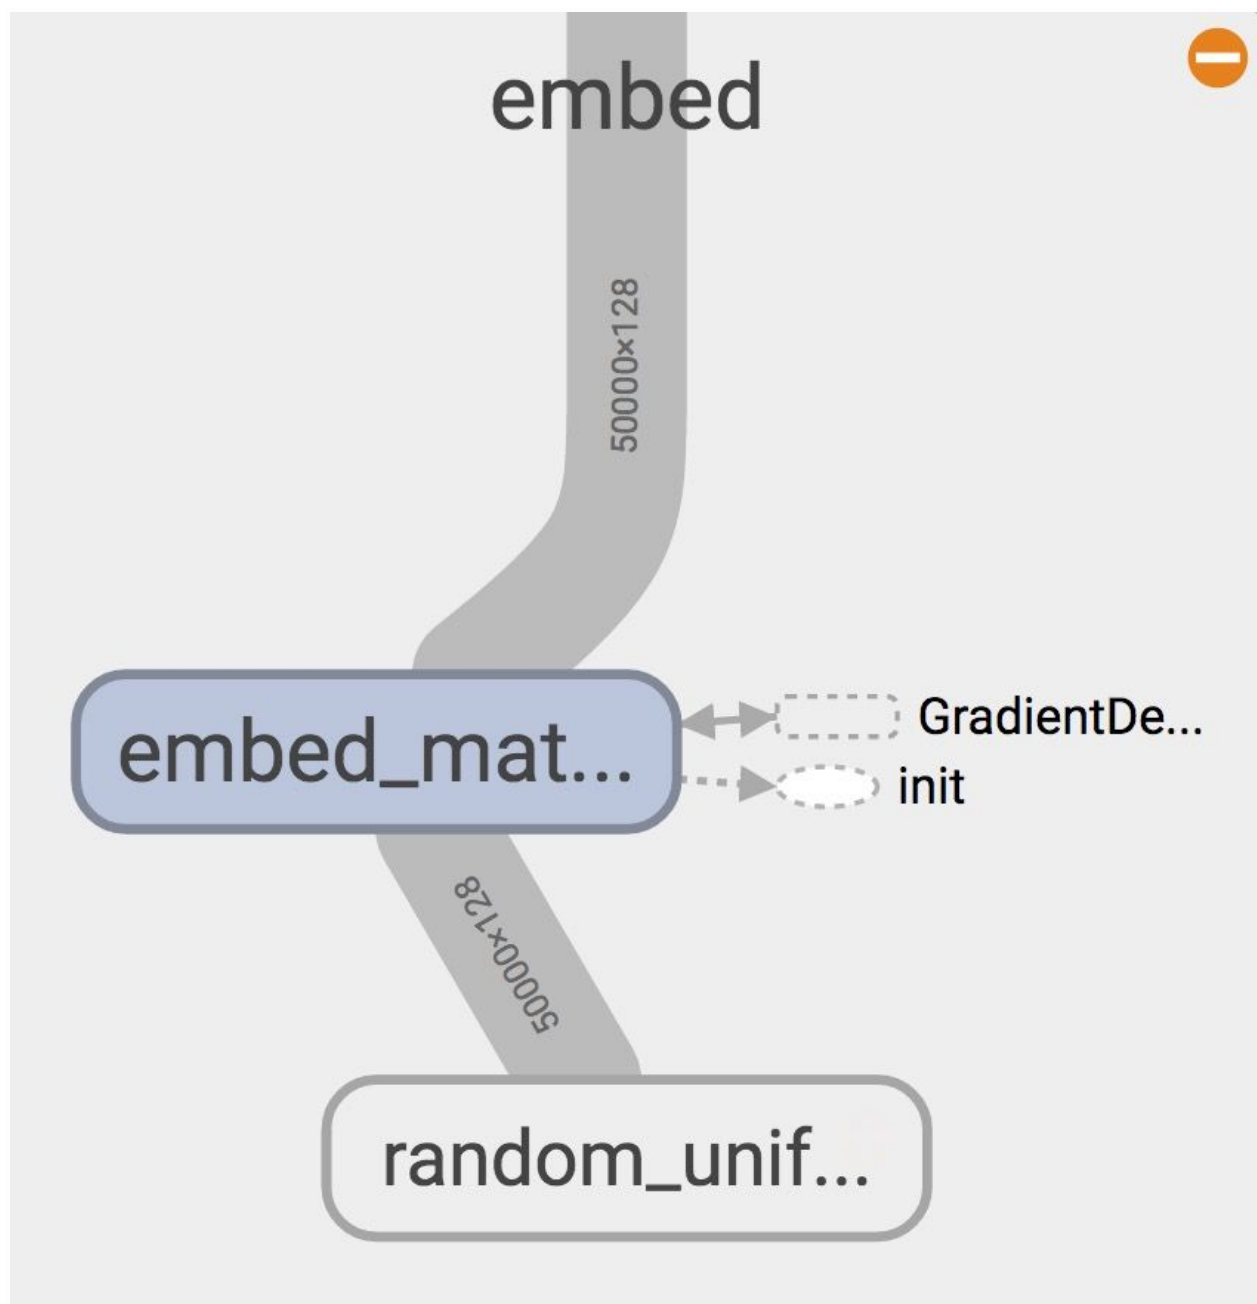 embed
50000×128
embed_mat...
GradientDe...
init
50000×128
random_unif...